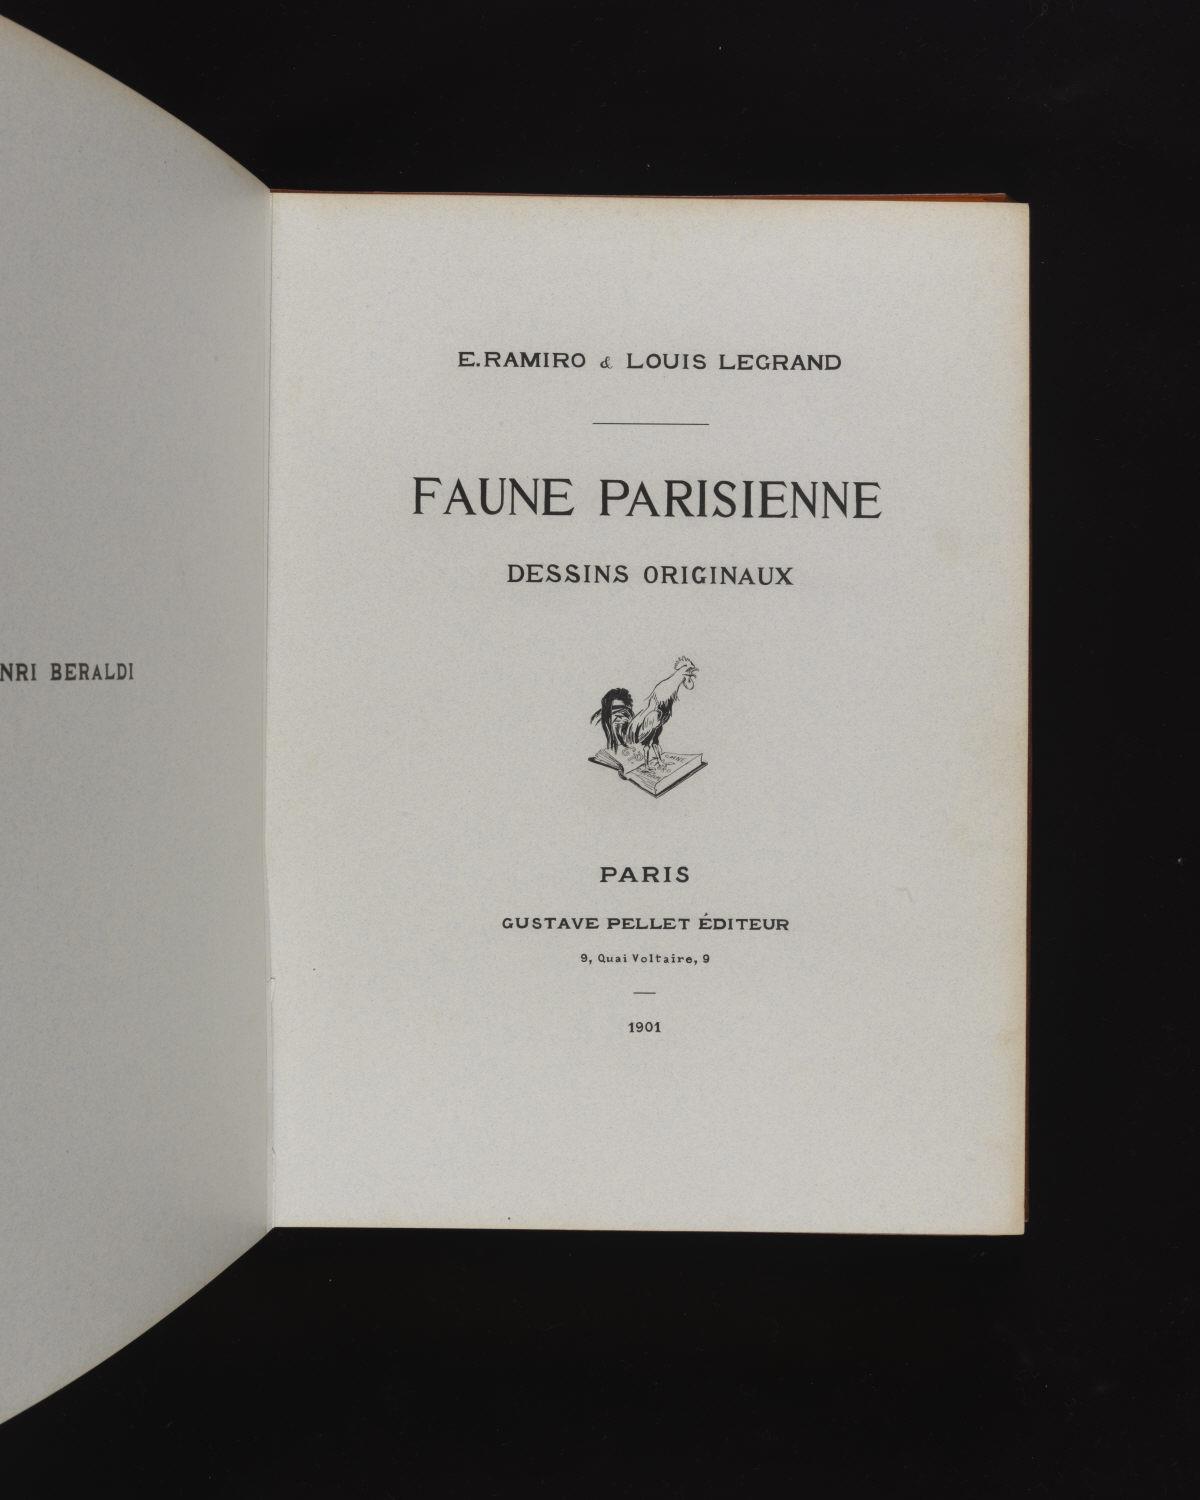 NRI BERALDI
E. RAMIRO & LOUIS LEGRAND
FAUNE PARISIENNE
DESSINS ORIGINAUX
PARIS
GUSTAVE PELLET ÉDITEUR
9, Quai Voltaire, 9
1901